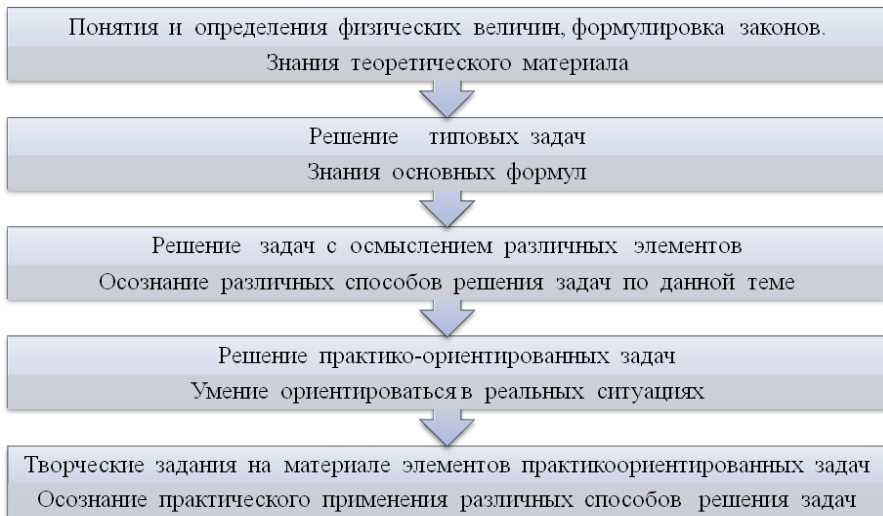 Понятия и определения физических величин, формулировка законов.
Знания теоретического материала
Решение типовых задач
Знания основных формул
Решение задач с осмыслением различных элементов
Осознание различных способов решения задач по данной теме
Решение практико-ориентированных задач
Умение ориентироваться в реальных ситуациях
Творческие задания на материале элементов практикоориентированных задач
Осознание практического применения различных способов решения задач